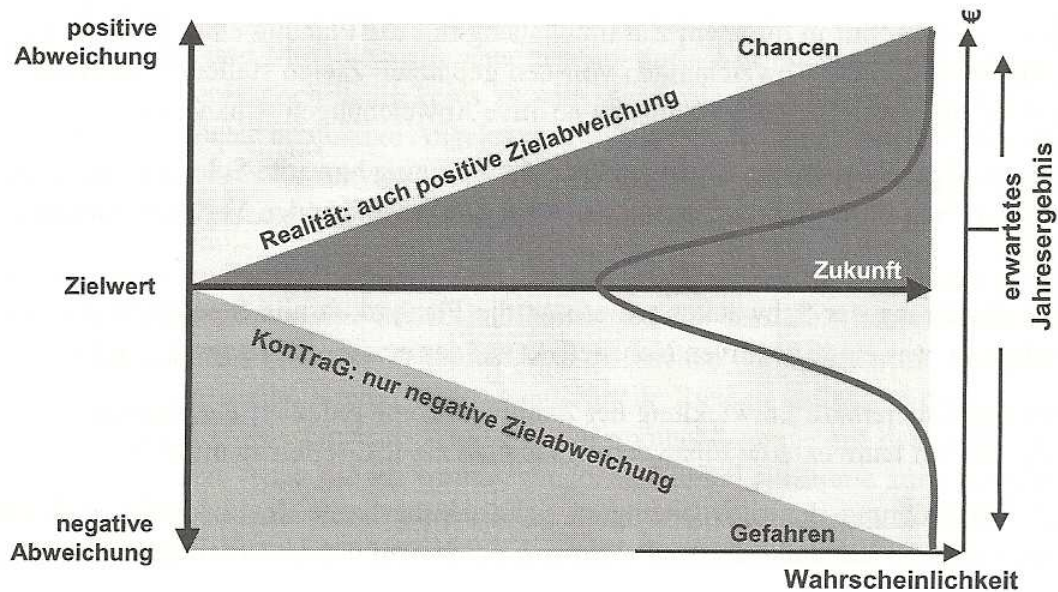 positive
Abweichung
Chancen
€
Realität: auch positive Zielabweichung
Zielwert
Zukunft
erwartetes
Jahresergebnis
KonTraG: nur negative Zielabweichung
negative
Abweichung
Gefahren
Wahrscheinlichkeit